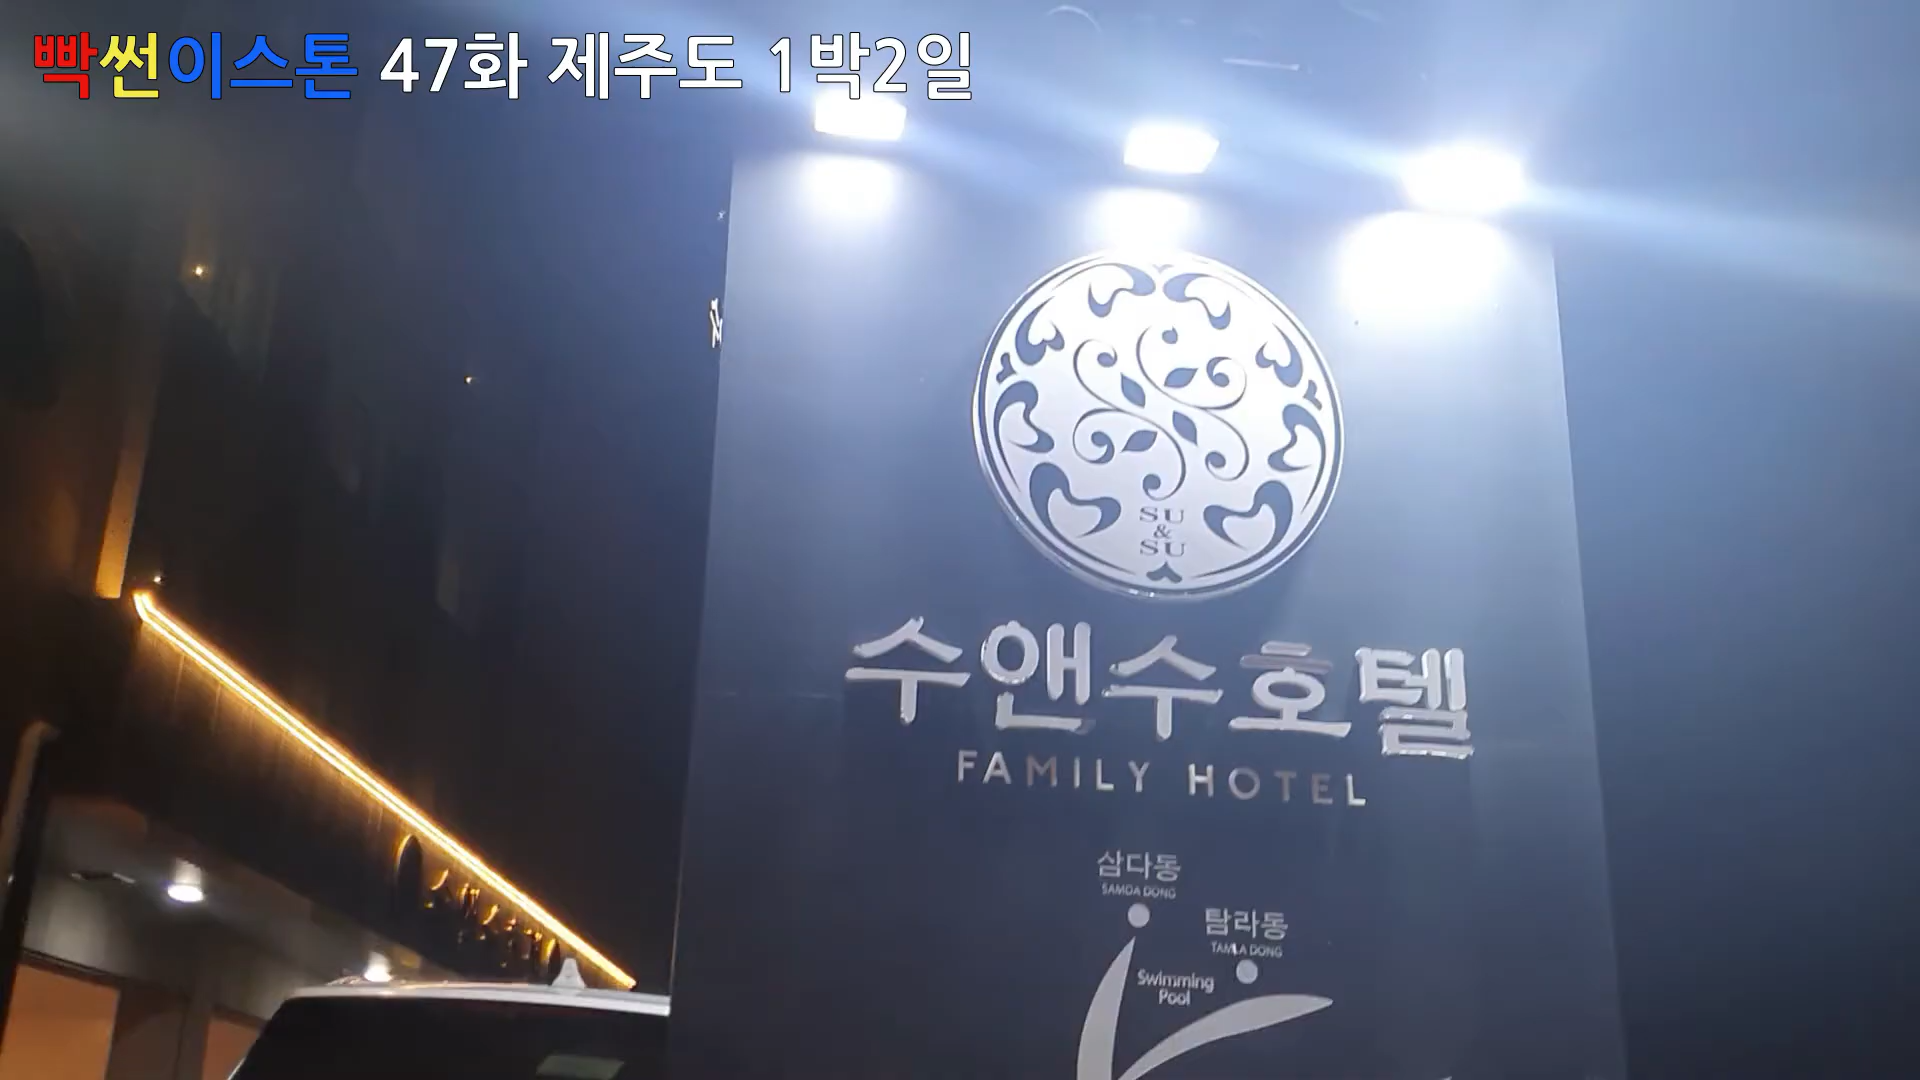 빡썬이스톤 47화 제주도 1박2일
SU
&
SU
수앤수호텔
FAMILY HOTEL
삼다동
SAMDA DONG
탐라동
TAMLA DONG
Swimming
Pool